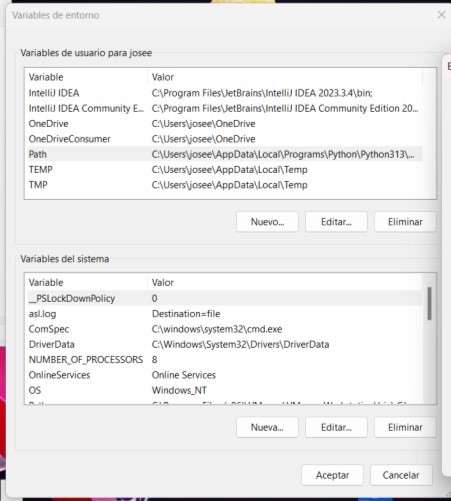 Variables de entorno
Variables de usuario para josee
Variable Valor
IntelliJ IDEA C:\Program Files\JetBrains\IntelliJ IDEA 2023.3.4\bin;
IntelliJ IDEA Community E... C:\Program Files\JetBrains\IntelliJ IDEA Community Edition 20...
OneDrive C:\Users\josee\OneDrive
OneDriveConsumer C:\Users\josee\OneDrive
Path C:\Users\josee\AppData\Local\Programs\Python\Python313\...
TEMP C:\Users\josee\AppData\Local\Temp
TMP C:\Users\josee\AppData\Local\Temp
Nuevo... Editar... Eliminar
Variables del sistema
Variable Valor
__PSLockDownPolicy 0
asl.log Destination=file
ComSpec C:\windows\system32\cmd.exe
DriverData C:\Windows\System32\Drivers\DriverData
NUMBER_OF_PROCESSORS 8
OnlineServices Online Services
OS Windows_NT
Nueva... Editar... Eliminar
Aceptar Cancelar